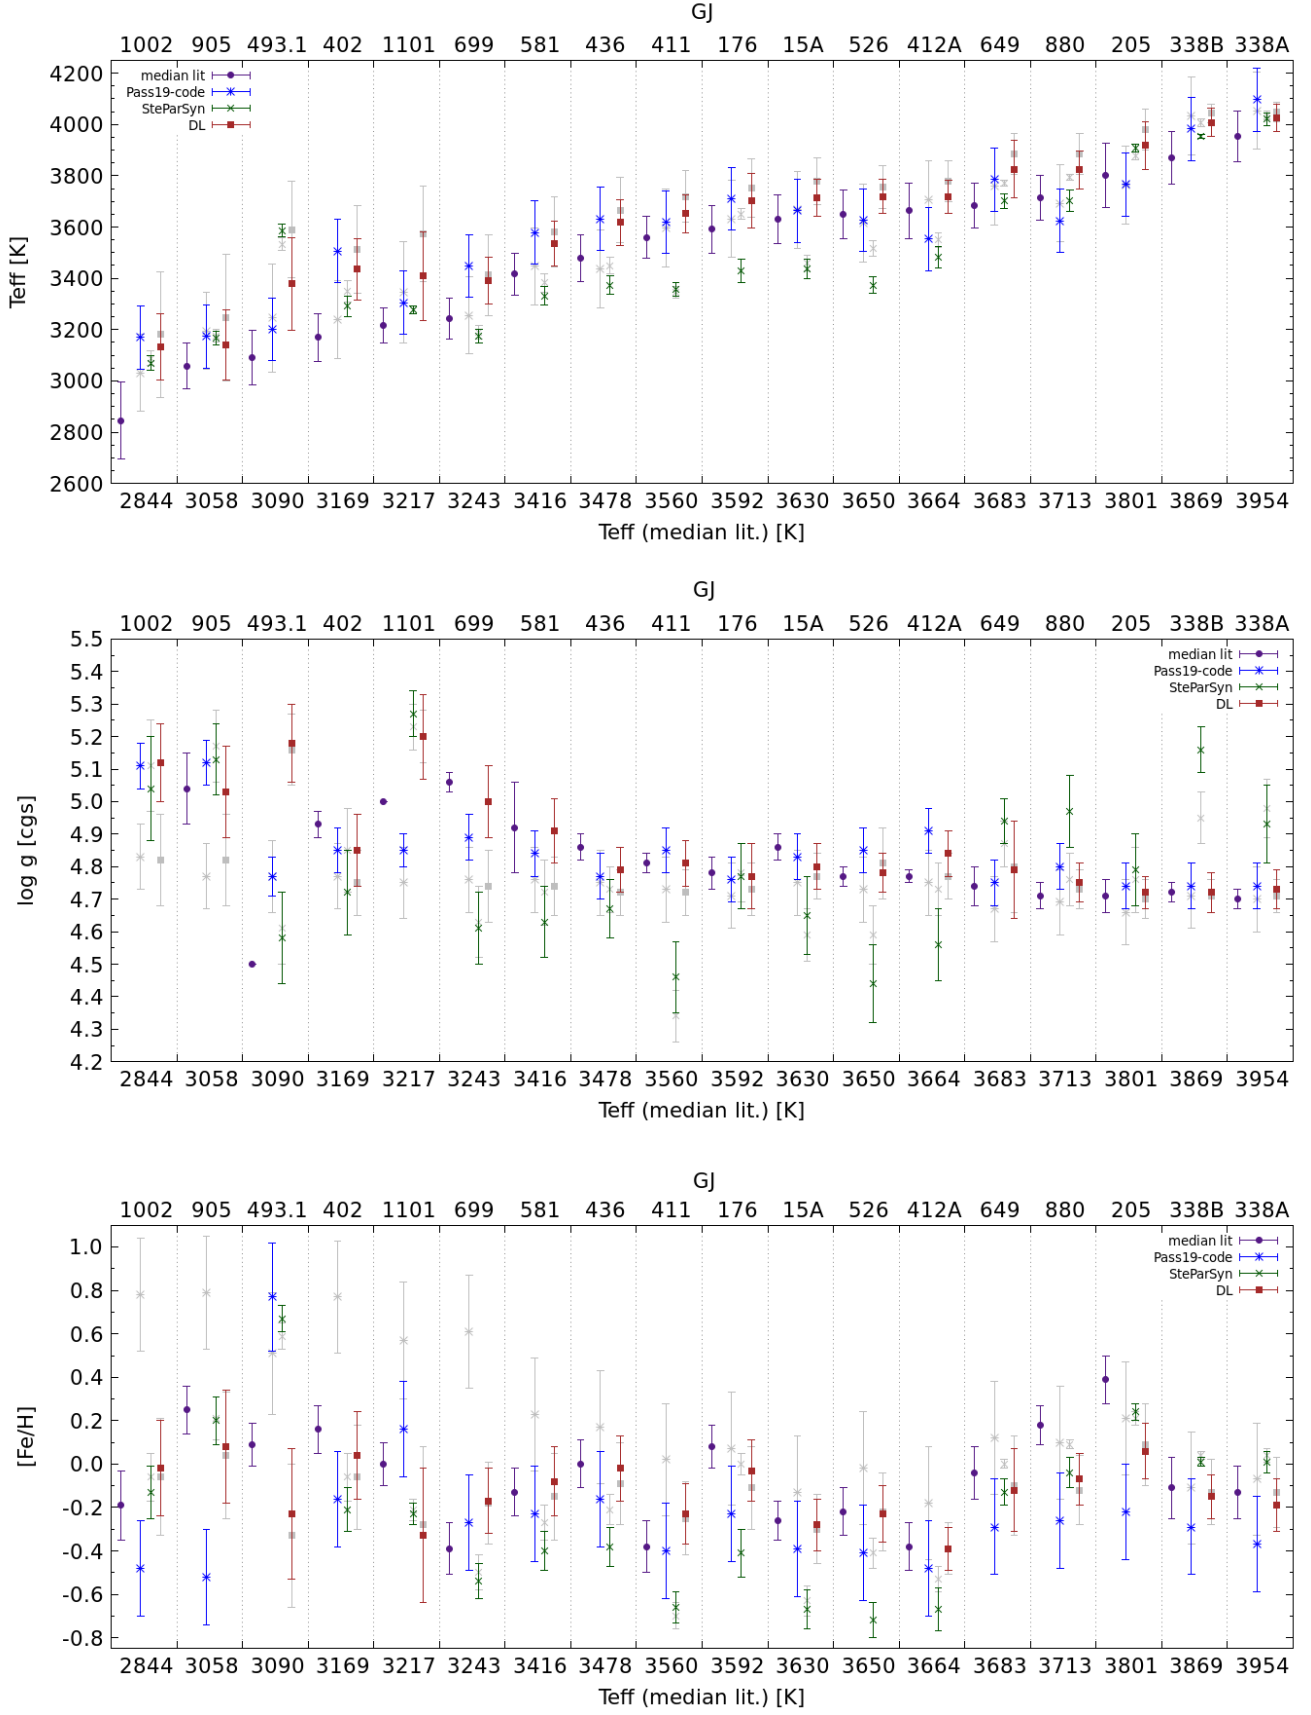 GJ
1002 905 493.1 402 1101 699 581 436 411 176 15A 526 412A 649 880 205 338B 338A
4200
4000
3800
3600
3400
3200
3000
2800
2600
Teff [K]
median lit
Pass19-code
SteParSyn
DL
2844 3058 3090 3169 3217 3243 3416 3478 3560 3592 3630 3650 3664 3683 3713 3801 3869 3954
Teff (median lit.) [K]
GJ
1002 905 493.1 402 1101 699 581 436 411 176 15A 526 412A 649 880 205 338B 338A
5.5
5.4
5.3
5.2
5.1
5.0
4.9
4.8
4.7
4.6
4.5
4.4
4.3
4.2
log g [cgs]
median lit
Pass19-code
SteParSyn
DL
2844 3058 3090 3169 3217 3243 3416 3478 3560 3592 3630 3650 3664 3683 3713 3801 3869 3954
Teff (median lit.) [K]
GJ
1002 905 493.1 402 1101 699 581 436 411 176 15A 526 412A 649 880 205 338B 338A
1.0
0.8
0.6
0.4
0.2
0.0
-0.2
-0.4
-0.6
-0.8
[Fe/H]
median lit
Pass19-code
SteParSyn
DL
2844 3058 3090 3169 3217 3243 3416 3478 3560 3592 3630 3650 3664 3683 3713 3801 3869 3954
Teff (median lit.) [K]